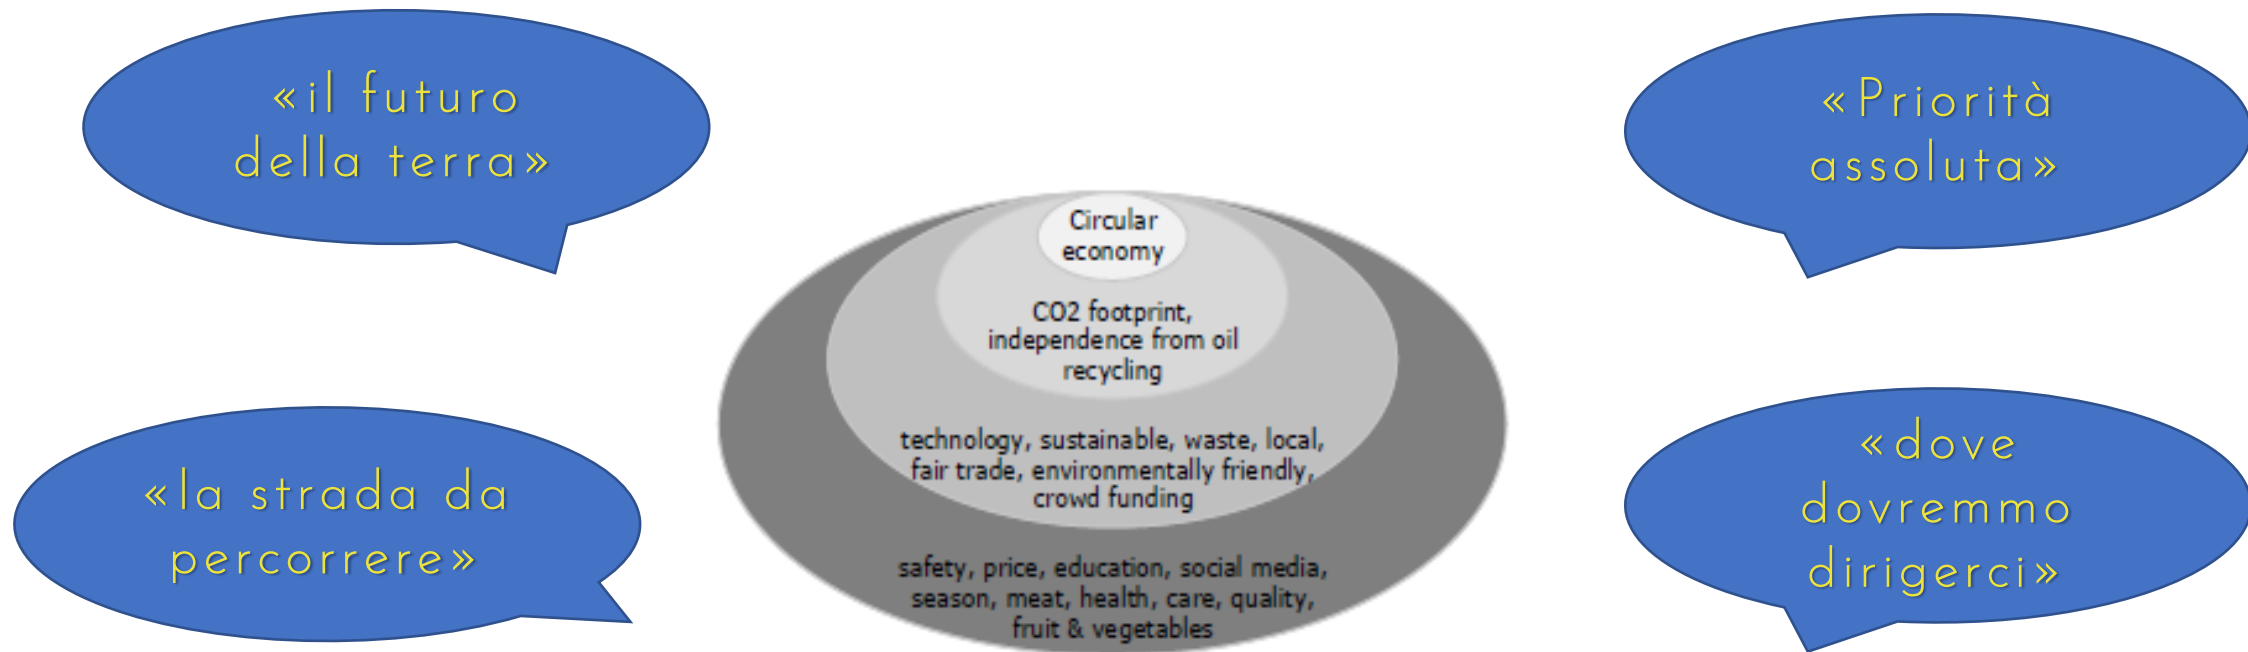 «il futuro
della terra»
«Priorità
assoluta»
Circular
economy
CO2 footprint,
independence from oil
recycling
technology, sustainable, waste, local,
fair trade, environmentally friendly,
crowd funding
safety, price, education, social media,
season, meat, health, care, quality,
fruit & vegetables
«la strada da
percorrere»
«dove
dovremmo
dirigerci»